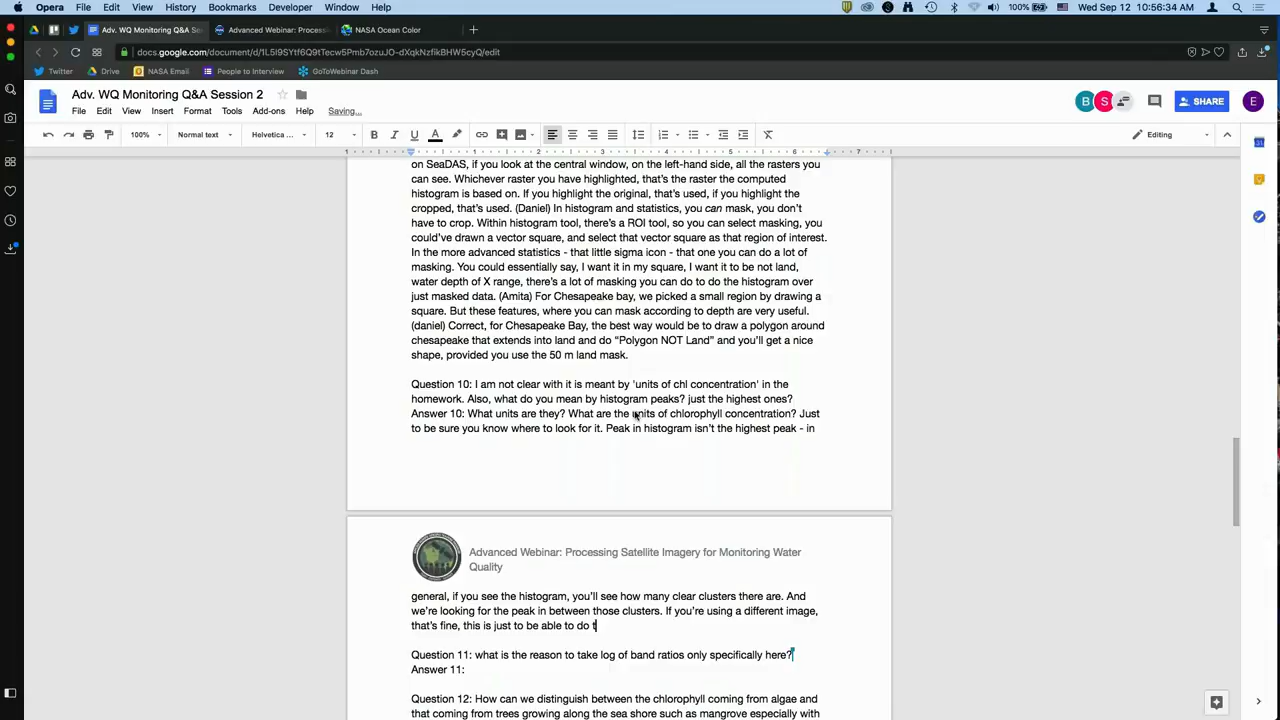 Opera File Edit View History Bookmarks Developer Window Help 100% Wed Sep 12 10:56:34 AM
Adv. WQ Monitoring Q&A Session 2 Advanced Webinar: Processi NASA Ocean Color
docs.google.com/document/d/1L5I9SYtf6Q9tTecw5Pmb7ozuJO-dXqkNzfikBHW5cyQ/edit
Twitter Drive NASA Email People to Interview GoToWebinar Dash
Adv. WQ Monitoring Q&A Session 2
B S SHARE E
File Edit View Insert Format Tools Add-ons Help Saving...
100% Normal text Helvetica ... 12 B I U A Editing
1 1 2 3 4 5 6 7
on SeaDAS, if you look at the central window, on the left-hand side, all the rasters you
can see. Whichever raster you have highlighted, that's the raster the computed
histogram is based on. If you highlight the original, that's used, if you highlight the
cropped, that's used. (Daniel) In histogram and statistics, you can mask, you don't
have to crop. Within histogram tool, there's a ROI tool, so you can select masking, you
could've drawn a vector square, and select that vector square as that region of interest.
In the more advanced statistics - that little sigma icon - that one you can do a lot of
masking. You could essentially say, I want it in my square, I want it to be not land,
water depth of X range, there's a lot of masking you can do to do the histogram over
just masked data. (Amita) For Chesapeake bay, we picked a small region by drawing a
square. But these features, where you can mask according to depth are very useful.
(daniel) Correct, for Chesapeake Bay, the best way would be to draw a polygon around
chesapeake that extends into land and do “Polygon NOT Land” and you'll get a nice
shape, provided you use the 50 m land mask.
Question 10: I am not clear with it is meant by 'units of chl concentration' in the
homework. Also, what do you mean by histogram peaks? just the highest ones?
Answer 10: What units are they? What are the units of chlorophyll concentration? Just
to be sure you know where to look for it. Peak in histogram isn't the highest peak - in
Advanced Webinar: Processing Satellite Imagery for Monitoring Water
Quality
general, if you see the histogram, you'll see how many clear clusters there are. And
we're looking for the peak in between those clusters. If you're using a different image,
that's fine, this is just to be able to do t
Question 11: what is the reason to take log of band ratios only specifically here?
Answer 11:
Question 12: How can we distinguish between the chlorophyll coming from algae and
that coming from trees growing along the sea shore such as mangrove especially with